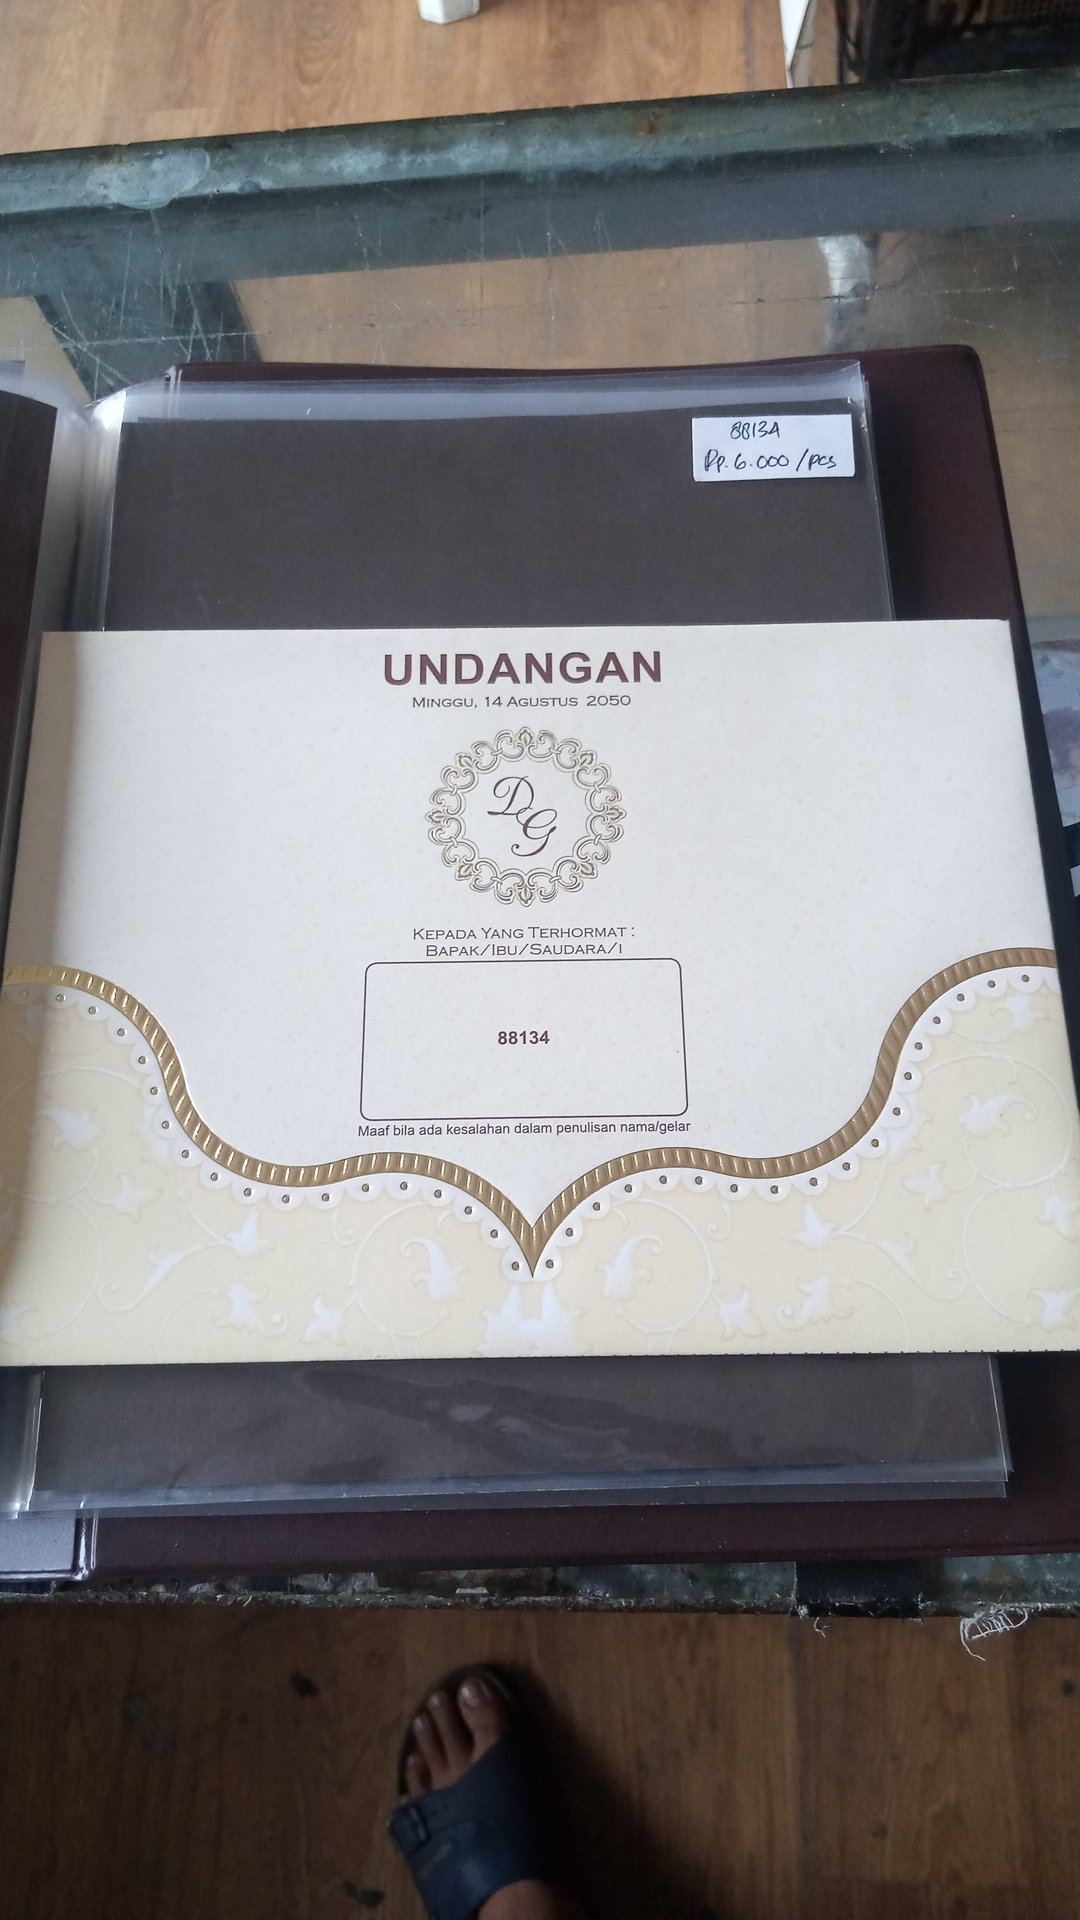 88134
Rp. 6.000 /pcs
UNDANGAN
MINGGU, 14 AGUSTUS 2050
DG
KEPADA YANG TERHORMAT :
BAPAK/IBU/SAUDARA/I
88134
Maaf bila ada kesalahan dalam penulisan nama/gelar